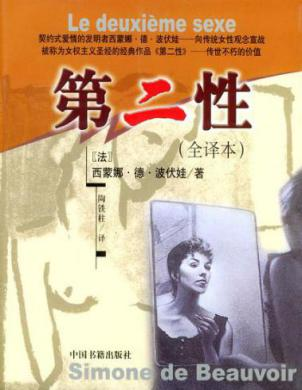 Le deuxième sexe
契约式爱情的发明者西蒙娜·德·波伏娃——向传统女性观念宣战
被称为女权主义圣经的经典作品《第二性》——传世不朽的价值
第二性
(全译本)
〔法〕
西蒙娜·德·波伏娃/著
陶铁柱/译
中国书籍出版社
Simone de Beauvoir